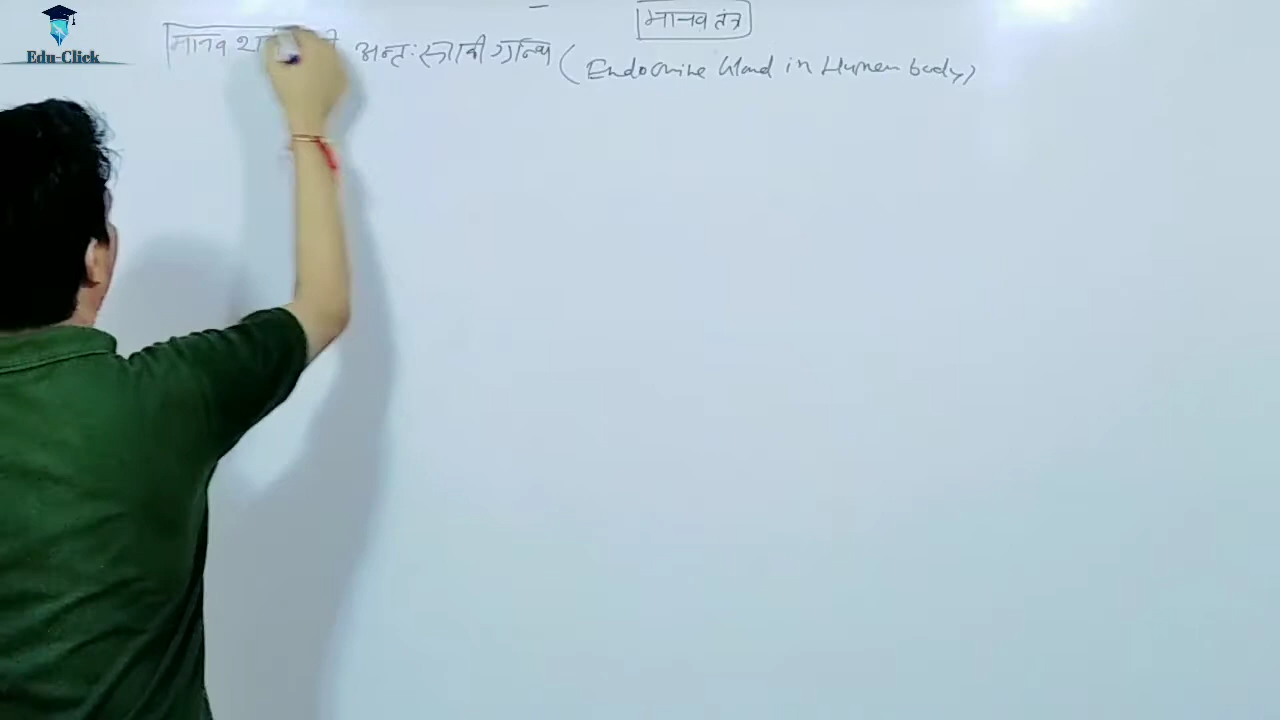 मानव तंत्र
मानव अन्तः स्त्रावी ग्रन्थि (Endocrine Gland in Human body)
Edu-Click